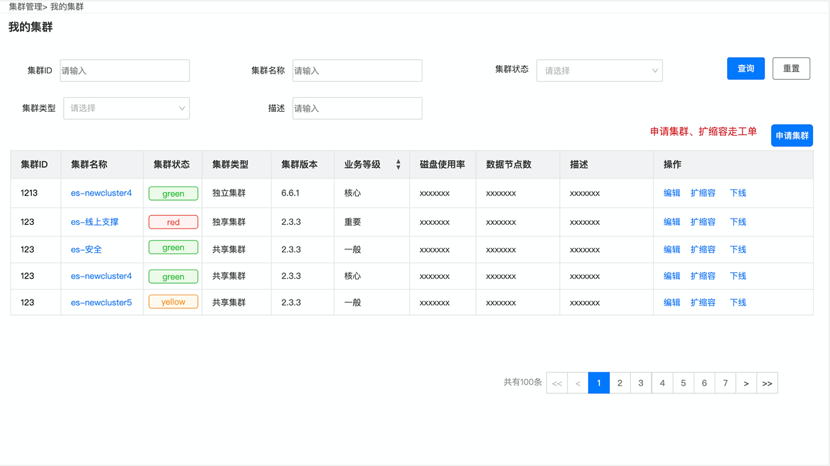 集群管理> 我的集群
我的集群
集群ID 请输入 集群名称 请输入 集群状态 请选择 查询 重置
集群类型 请选择 描述 请输入
申请集群、扩缩容走工单 申请集群
集群ID 集群名称 集群状态 集群类型 集群版本 业务等级 磁盘使用率 数据节点数 描述 操作
1213 es-newcluster4 green 独立集群 6.6.1 核心 xxxxxxx xxxxxxx xxxxxxx 编辑 扩缩容 下线
123 es-线上支撑 red 独享集群 2.3.3 重要 xxxxxxx xxxxxxx xxxxxxx 编辑 扩缩容 下线
123 es-安全 green 共享集群 2.3.3 一般 xxxxxxx xxxxxxx xxxxxxx 编辑 扩缩容 下线
123 es-newcluster4 green 共享集群 2.3.3 核心 xxxxxxx xxxxxxx xxxxxxx 编辑 扩缩容 下线
123 es-newcluster5 yellow 共享集群 2.3.3 一般 xxxxxxx xxxxxxx xxxxxxx 编辑 扩缩容 下线
共有100条 << < 1 2 3 4 5 6 7 > >>